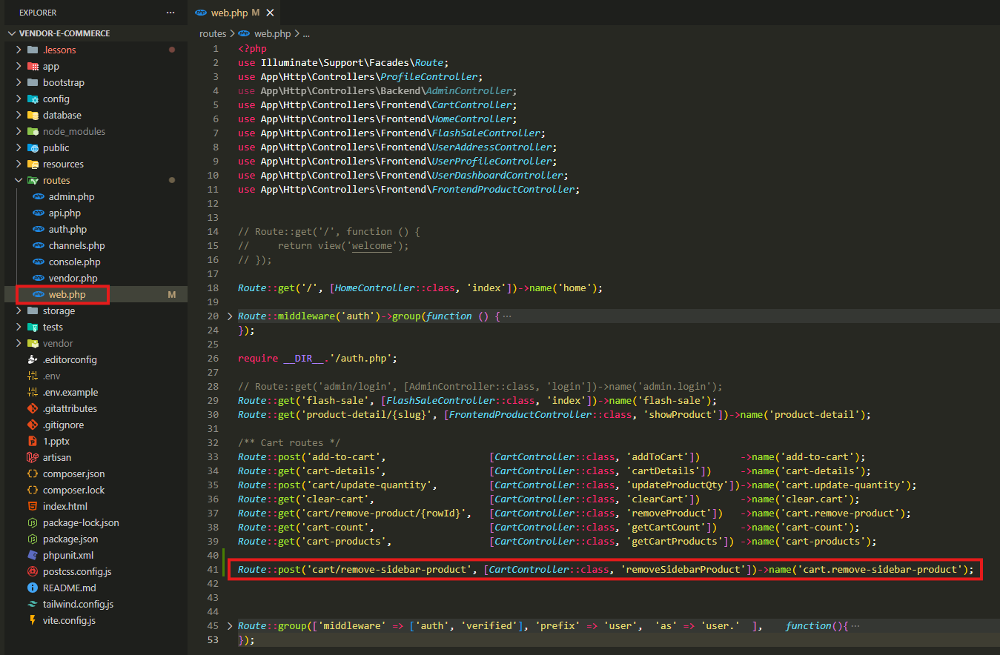 EXPLORER
···
VENDOR-E-COMMERCE
.lessons
app
bootstrap
config
database
node_modules
public
resources
routes
admin.php
api.php
auth.php
channels.php
console.php
vendor.php
web.php M
storage
tests
vendor
.editorconfig
.env
.env.example
.gitattributes
.gitignore
1.pptx
artisan
composer.json
composer.lock
index.html
package-lock.json
package.json
phpunit.xml
postcss.config.js
README.md
tailwind.config.js
vite.config.js
web.php M
routes > web.php > ...
1 <?php
2 use Illuminate\Support\Facades\Route;
3 use App\Http\Controllers\ProfileController;
4 use App\Http\Controllers\Backend\AdminController;
5 use App\Http\Controllers\Frontend\CartController;
6 use App\Http\Controllers\Frontend\HomeController;
7 use App\Http\Controllers\Frontend\FlashSaleController;
8 use App\Http\Controllers\Frontend\UserAddressController;
9 use App\Http\Controllers\Frontend\UserProfileController;
10 use App\Http\Controllers\Frontend\UserDashboardController;
11 use App\Http\Controllers\Frontend\FrontendProductController;
12
13
14 // Route::get('/', function () {
15 //     return view('welcome');
16 // });
17
18 Route::get('/', [HomeController::class, 'index'])->name('home');
19
20 Route::middleware('auth')->group(function () {···
24 });
25
26 require __DIR__.'/auth.php';
27
28 // Route::get('admin/login', [AdminController::class, 'login'])->name('admin.login');
29 Route::get('flash-sale', [FlashSaleController::class, 'index'])->name('flash-sale');
30 Route::get('product-detail/{slug}', [FrontendProductController::class, 'showProduct'])->name('product-detail');
31
32 /** Cart routes */
33 Route::post('add-to-cart', [CartController::class, 'addToCart']) ->name('add-to-cart');
34 Route::get('cart-details', [CartController::class, 'cartDetails']) ->name('cart-details');
35 Route::post('cart/update-quantity', [CartController::class, 'updateProductQty'])->name('cart.update-quantity');
36 Route::get('clear-cart', [CartController::class, 'clearCart']) ->name('clear.cart');
37 Route::get('cart/remove-product/{rowId}', [CartController::class, 'removeProduct']) ->name('cart.remove-product');
38 Route::get('cart-count', [CartController::class, 'getCartCount']) ->name('cart-count');
39 Route::get('cart-products', [CartController::class, 'getCartProducts']) ->name('cart-products');
40
41 Route::post('cart/remove-sidebar-product', [CartController::class, 'removeSidebarProduct'])->name('cart.remove-sidebar-product');
42
43
44
45 Route::group(['middleware' => ['auth', 'verified'], 'prefix' => 'user', 'as' => 'user.' ], function(){···
53 });